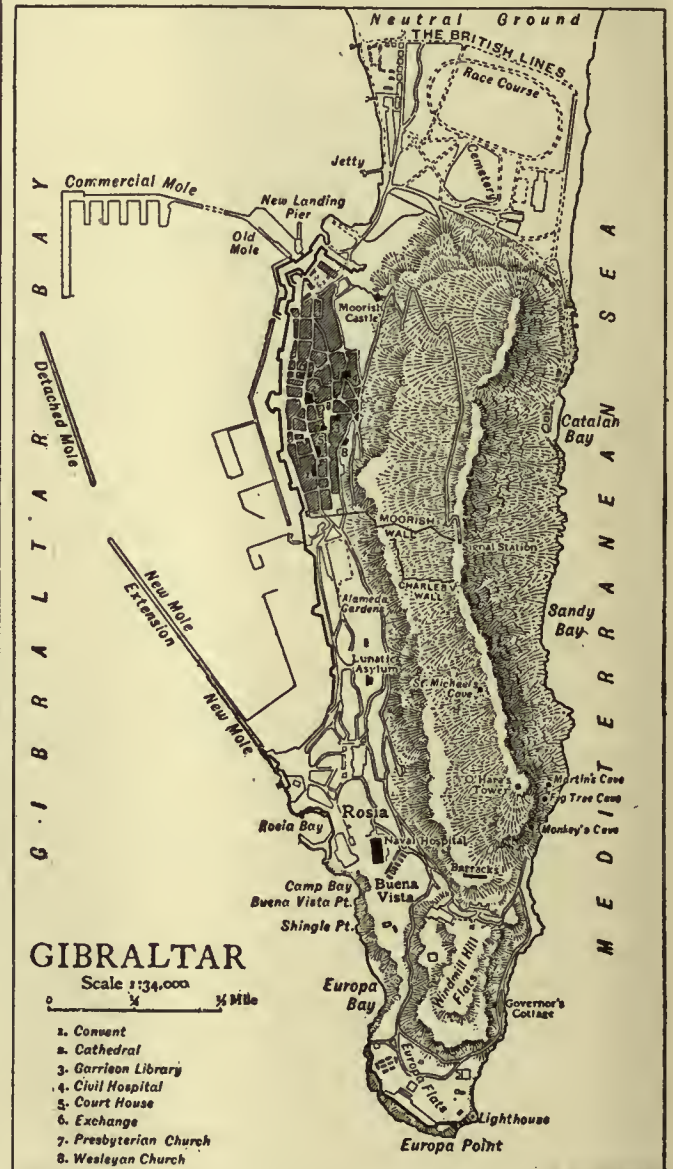 Neutral Ground
THE BRITISH LINES
Race Course
Cemetery
Jetty
Commercial Mole
New Landing
Pier
Old
Mole
GIBRALTAR BAY
MEDITERRANEAN SEA
Moorish
Castle
Detached Mole
Catalan
Bay
8
MOORISH
WALL
Signal Station
New Mole
Extension
CHARLES V
WALL
Alameda
Gardens
Sandy
Bay
Lunatic
Asylum
St. Michael's
Cave
New Mole
O'Hara's
Tower
Martin's Cave
Fig Tree Cave
Monkey's Cave
Rosia
Rosia Bay
Naval Hospital
Barracks
Camp Bay
Buena Vista Pt.
Buena
Vista
Shingle Pt.
Windmill Hill
Flats
Europa
Bay
Governor's
Cottage
Europa Flats
Lighthouse
Europa Point
GIBRALTAR
Scale 1:34,000
0 ¼ ½ Mile
1. Convent
2. Cathedral
3. Garrison Library
4. Civil Hospital
5. Court House
6. Exchange
7. Presbyterian Church
8. Wesleyan Church